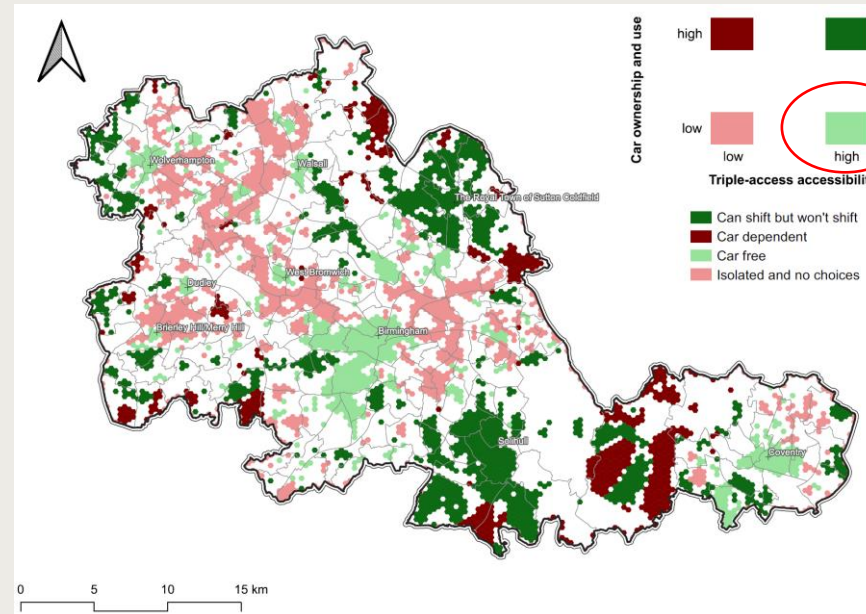 high
Car ownership and use
low
low
high
Triple-access accessibili
Can shift but won't shift
Car dependent
Car free
Isolated and no choices
Wolverhampton
Walsall
The Royal Town of Sutton Coldfield
West Bromwich
Dudley
Brierley Hill/Merry Hill
Birmingham
Solihull
Coventry
0 5 10 15 km